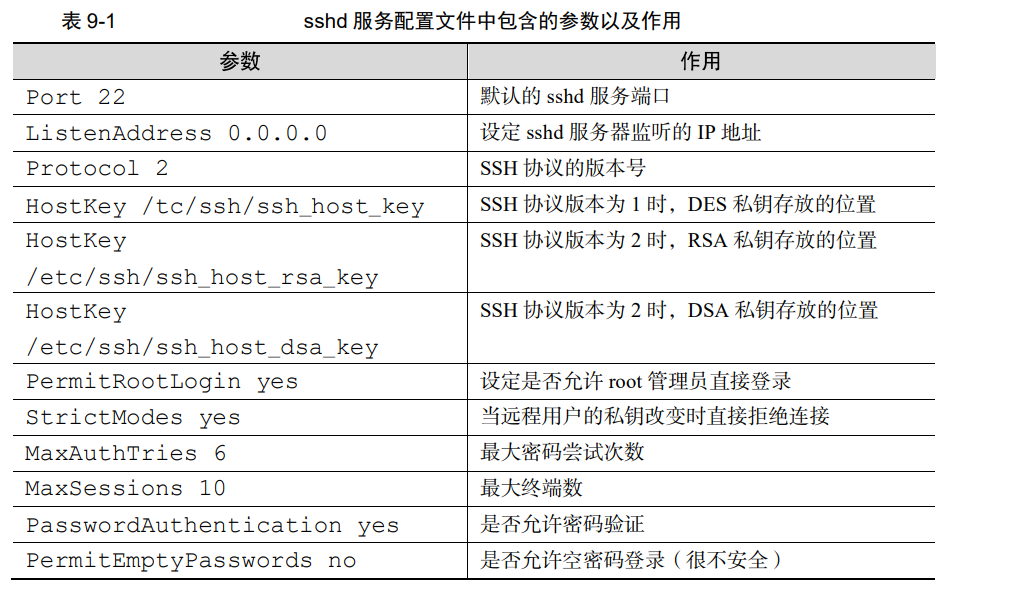 表 9-1 sshd 服务配置文件中包含的参数以及作用
参数 作用
Port 22 默认的 sshd 服务端口
ListenAddress 0.0.0.0 设定 sshd 服务器监听的 IP 地址
Protocol 2 SSH 协议的版本号
HostKey /tc/ssh/ssh_host_key SSH 协议版本为 1 时，DES 私钥存放的位置
HostKey SSH 协议版本为 2 时，RSA 私钥存放的位置
/etc/ssh/ssh_host_rsa_key
HostKey SSH 协议版本为 2 时，DSA 私钥存放的位置
/etc/ssh/ssh_host_dsa_key
PermitRootLogin yes 设定是否允许 root 管理员直接登录
StrictModes yes 当远程用户的私钥改变时直接拒绝连接
MaxAuthTries 6 最大密码尝试次数
MaxSessions 10 最大终端数
PasswordAuthentication yes 是否允许密码验证
PermitEmptyPasswords no 是否允许空密码登录（很不安全）